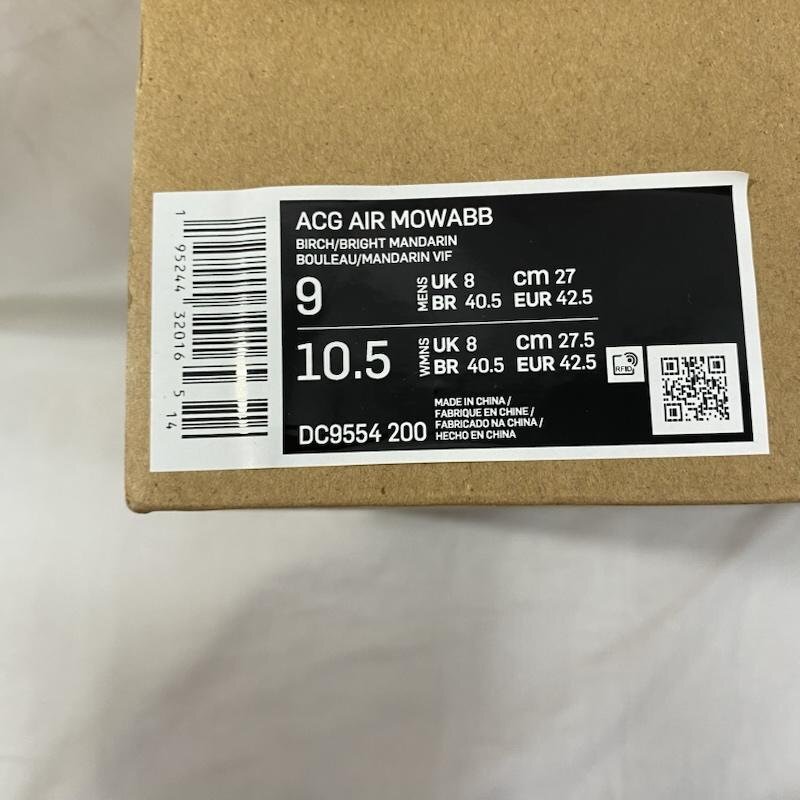 1 95244 32016 5 14
ACG AIR MOWABB
BIRCH/BRIGHT MANDARIN
BOULEAU/MANDARIN VIF
9 MENS UK 8 cm 27
BR 40.5 EUR 42.5
10.5 WMNS UK 8 cm 27.5
BR 40.5 EUR 42.5
RFID
DC9554 200
MADE IN CHINA /
FABRIQUE EN CHINE /
FABRICADO NA CHINA /
HECHO EN CHINA